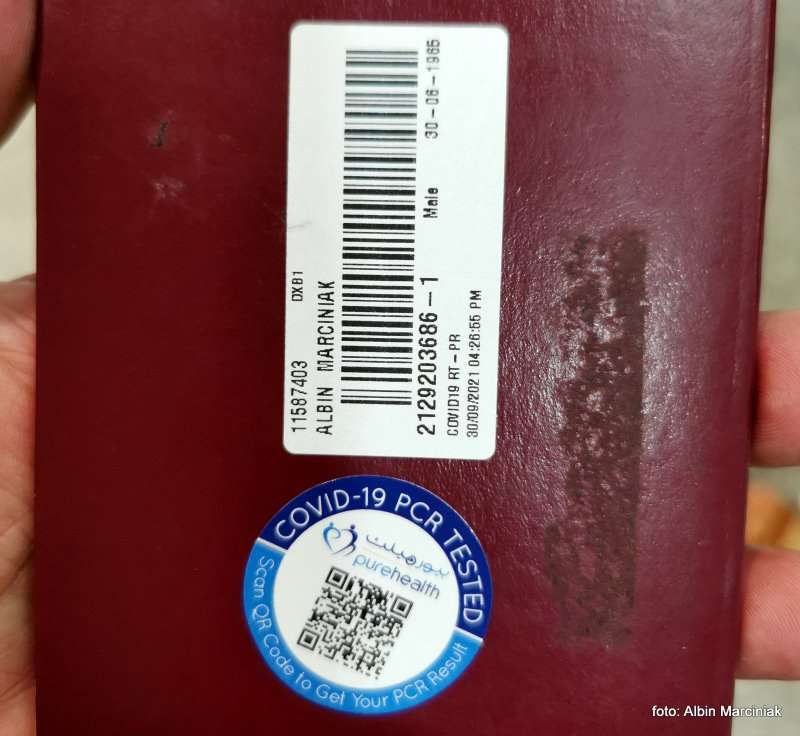 11587403 DXB1
ALBIN MARCINIAK
2129203686-1 Male 30-06-1965
COVID19 RT-PR
30/09/2021 04:26:55 PM
COVID-19 PCR TESTED
بيورهيلث
purehealth
Scan QR Code to Get Your PCR Result
foto: Albin Marciniak